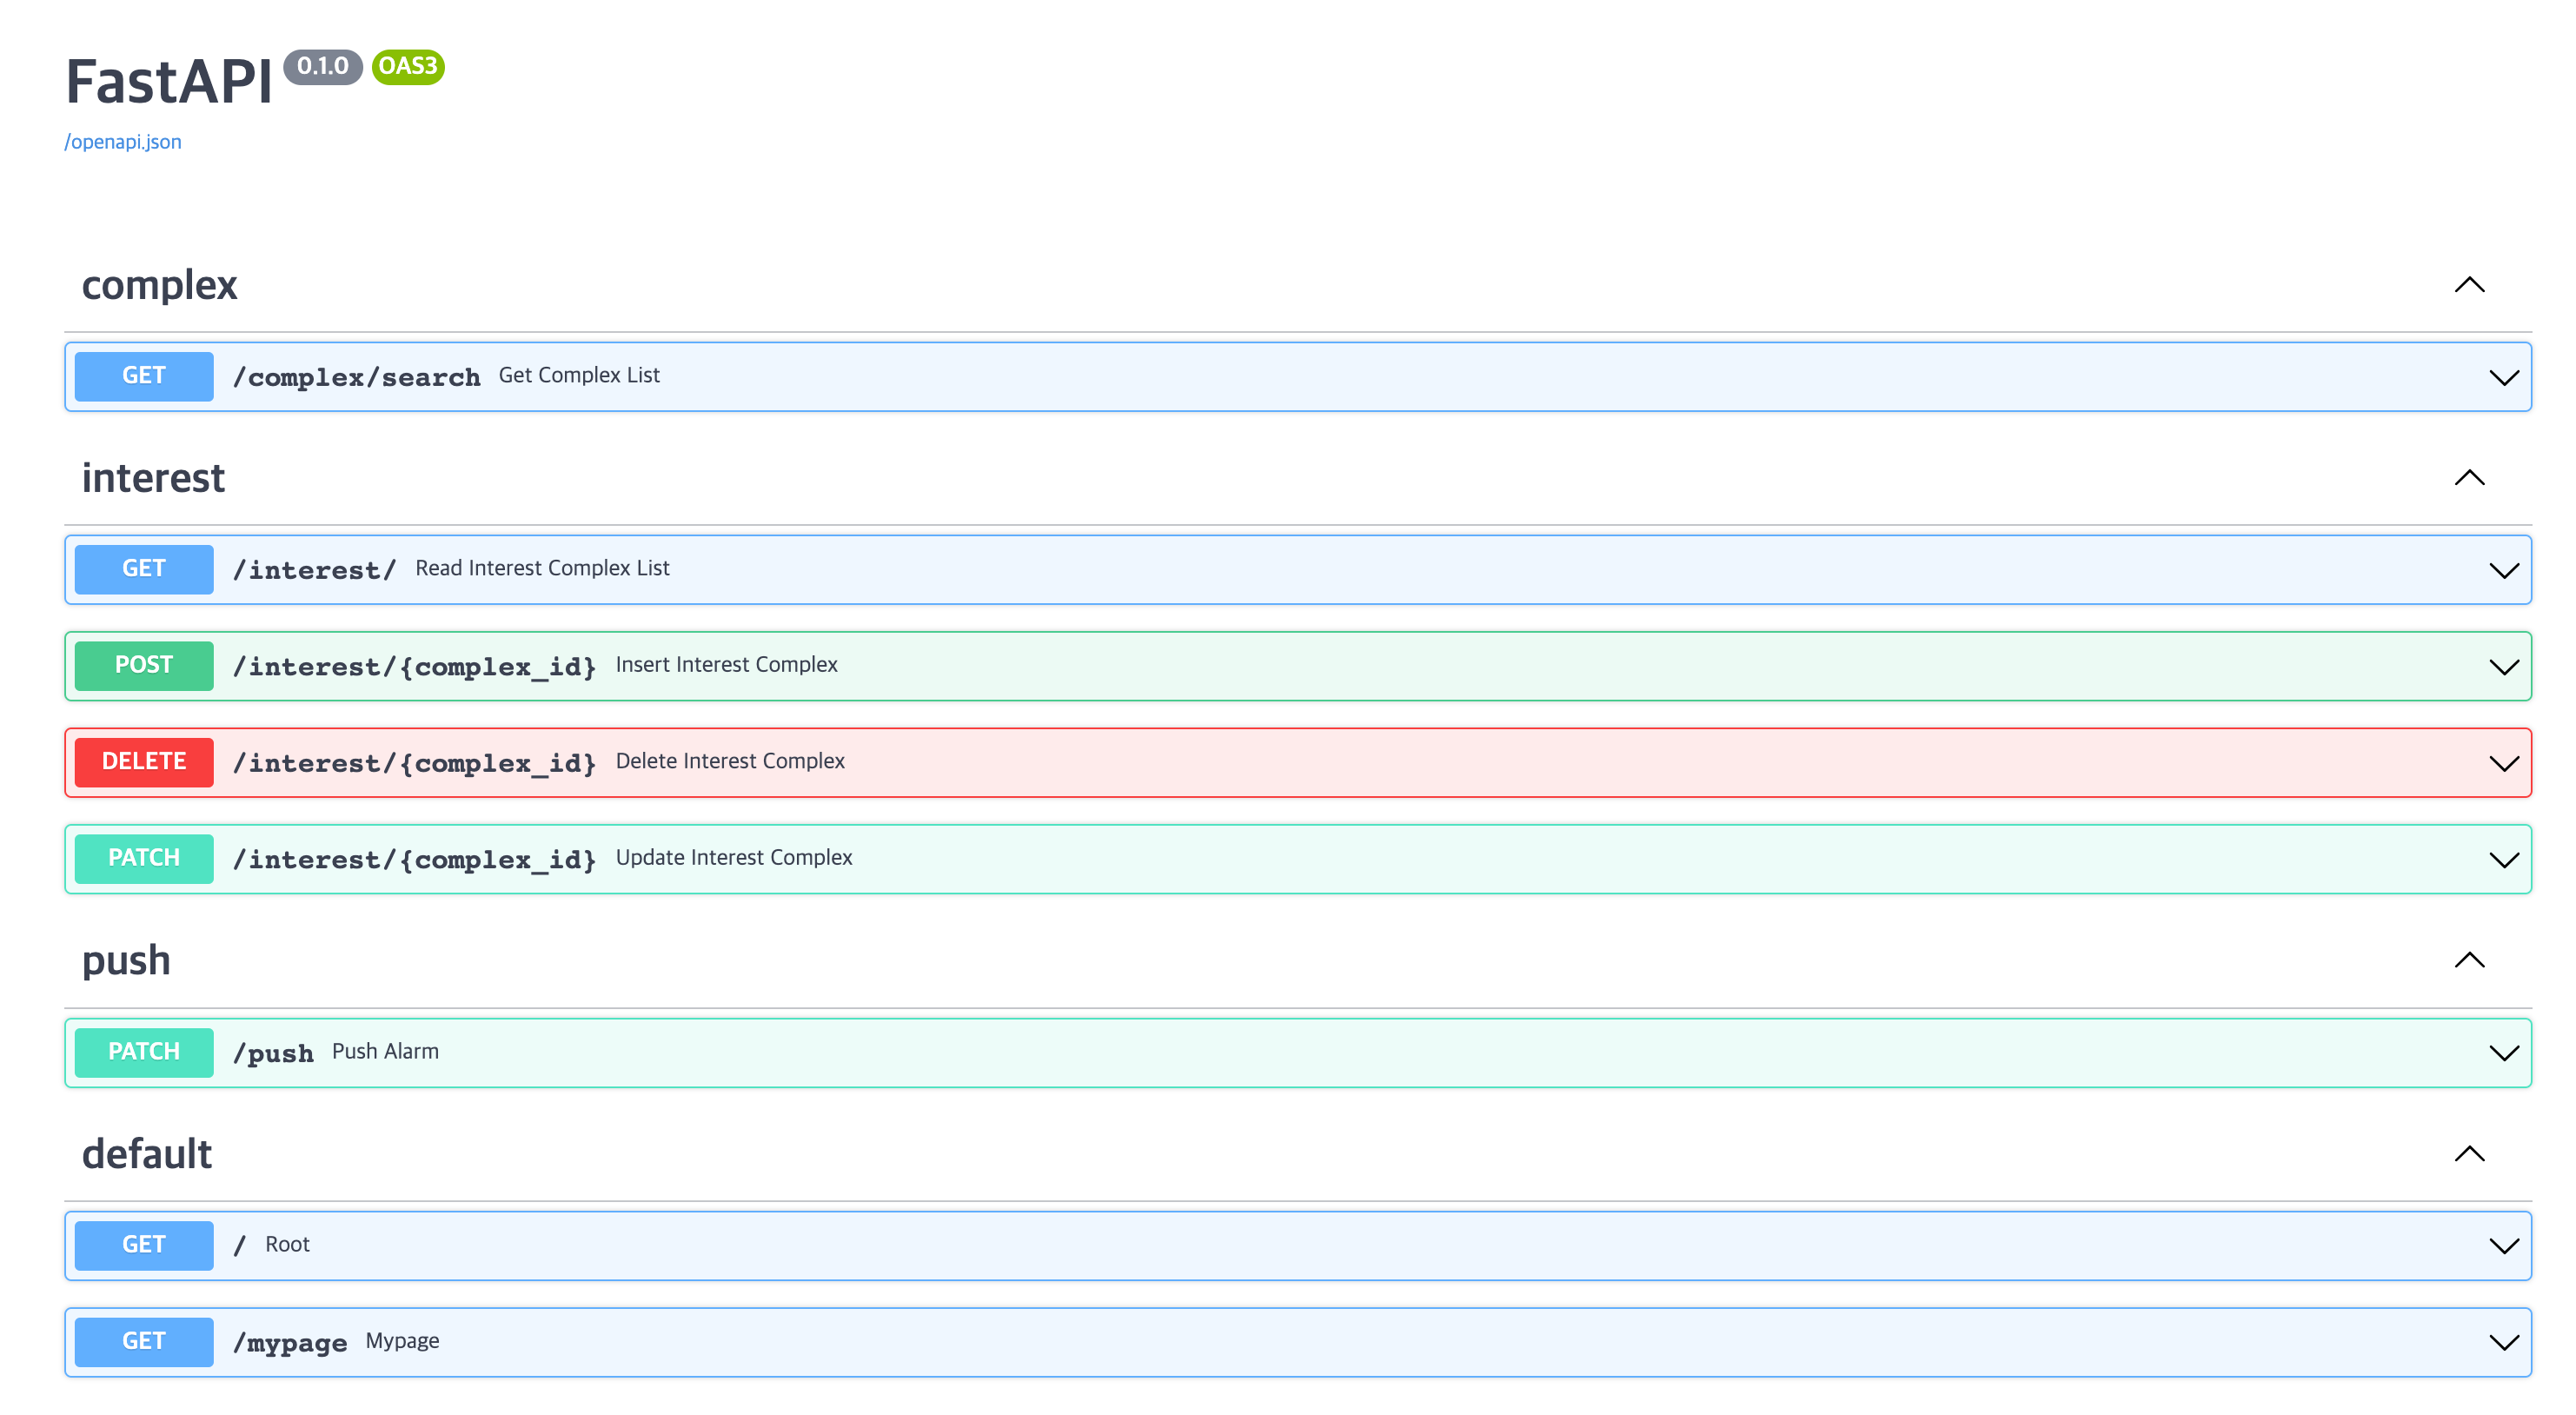 FastAPI 0.1.0 OAS3
/openapi.json
complex
GET /complex/search Get Complex List
interest
GET /interest/ Read Interest Complex List
POST /interest/{complex_id} Insert Interest Complex
DELETE /interest/{complex_id} Delete Interest Complex
PATCH /interest/{complex_id} Update Interest Complex
push
PATCH /push Push Alarm
default
GET / Root
GET /mypage Mypage